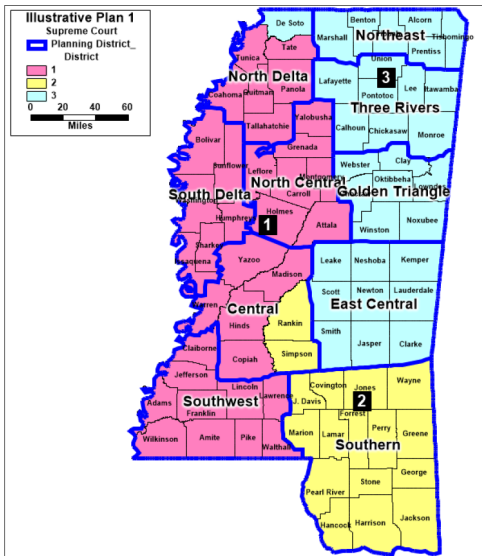 Illustrative Plan 1
Supreme Court
Planning District_
District
1
2
3
0 20 40 60
Miles
De Soto
Benton
Alcorn
Marshall
Northeast
Tishomingo
Prentiss
Tunica
Tate
North Delta
Union
3
Lafayette
Lee
Itawamba
Coahoma
Quitman
Panola
Pontotoc
Three Rivers
Tallahatchie
Yalobusha
Calhoun
Chickasaw
Monroe
Bolivar
Grenada
Sunflower
Leflore
North Central
Montgomery
Carroll
Webster
Clay
Oktibbeha
Lowndes
South Delta
Golden Triangle
Washington
Humphreys
Holmes
1
Attala
Winston
Noxubee
Sharkey
Issaquena
Yazoo
Madison
Leake
Neshoba
Kemper
Scott
Newton
Lauderdale
East Central
Warren
Central
Hinds
Rankin
Smith
Jasper
Clarke
Claiborne
Copiah
Simpson
Jefferson
Lincoln
Lawrence
Covington
Jones
Wayne
Adams
Southwest
Franklin
J. Davis
2
Forrest
Wilkinson
Amite
Pike
Walthall
Marion
Lamar
Perry
Greene
Southern
George
Stone
Pearl River
Hancock
Harrison
Jackson